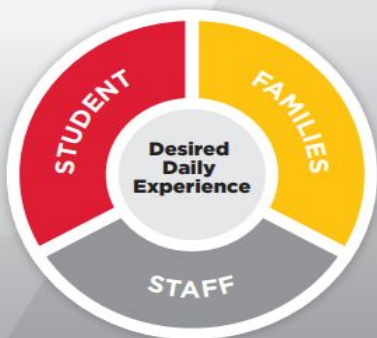 STUDENT
FAMILIES
Desired
Daily
Experience
STAFF